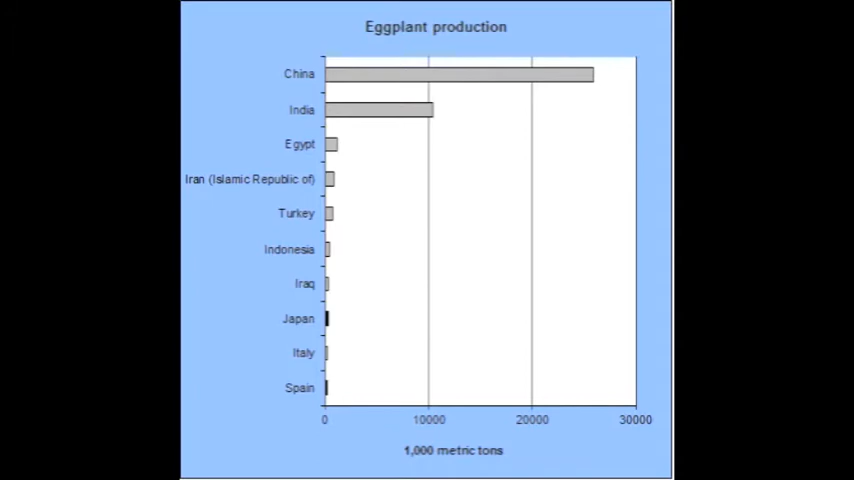 Eggplant production
China
India
Egypt
Iran (Islamic Republic of)
Turkey
Indonesia
Iraq
Japan
Italy
Spain
0 10000 20000 30000
1,000 metric tons